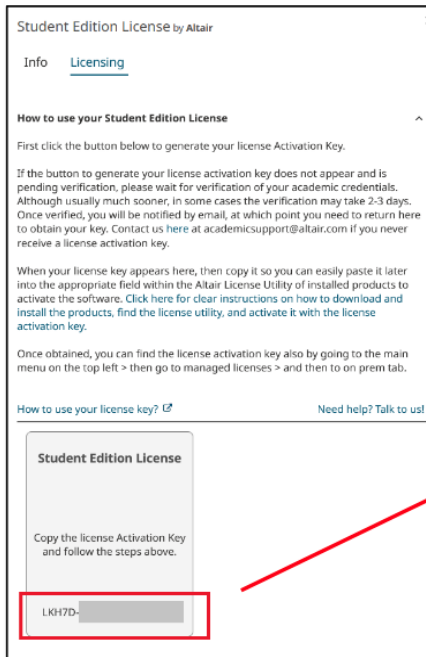 Student Edition License by Altair
Info Licensing
How to use your Student Edition License
First click the button below to generate your license Activation Key.
If the button to generate your license activation key does not appear and is
pending verification, please wait for verification of your academic credentials.
Although usually much sooner, in some cases the verification may take 2-3 days.
Once verified, you will be notified by email, at which point you need to return here
to obtain your key. Contact us here at academicsupport@altair.com if you never
receive a license activation key.
When your license key appears here, then copy it so you can easily paste it later
into the appropriate field within the Altair License Utility of installed products to
activate the software. Click here for clear instructions on how to download and
install the products, find the license utility, and activate it with the license
activation key.
Once obtained, you can find the license activation key also by going to the main
menu on the top left > then go to managed licenses > and then to on prem tab.
How to use your license key? Need help? Talk to us!
Student Edition License
Copy the license Activation Key
and follow the steps above.
LKH7D-